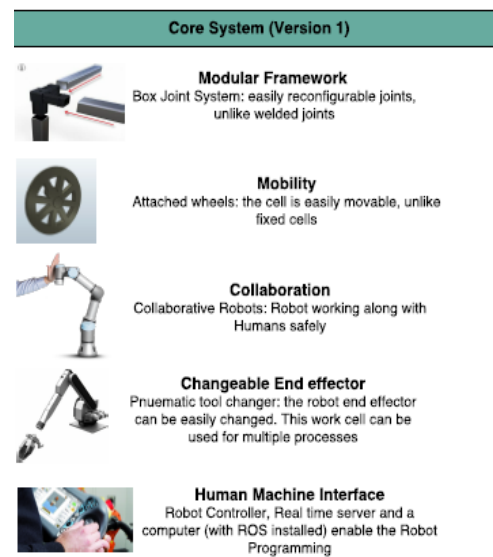 Core System (Version 1)
Modular Framework
Box Joint System: easily reconfigurable joints,
unlike welded joints
Mobility
Attached wheels: the cell is easily movable, unlike
fixed cells
Collaboration
Collaborative Robots: Robot working along with
Humans safely
Changeable End effector
Pnuematic tool changer: the robot end effector
can be easily changed. This work cell can be
used for multiple processes
Human Machine Interface
Robot Controller, Real time server and a
computer (with ROS installed) enable the Robot
Programming